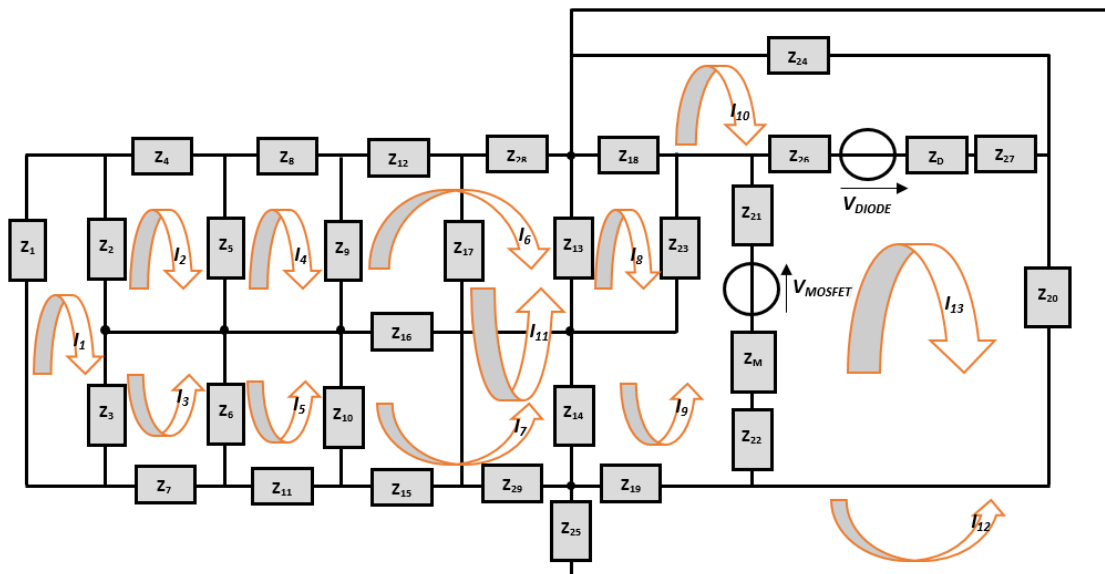 Z24
I10
Z4
Z8
Z12
Z28
Z18
Z26
ZD
Z27
VDIODE
Z1
Z2
I2
Z5
I4
Z9
I6
Z17
Z13
I8
Z23
Z21
VMOSFET
I13
Z20
I1
Z16
I11
ZM
Z3
I3
Z6
I5
Z10
I7
Z14
I9
Z22
Z7
Z11
Z15
Z29
Z19
I12
Z25